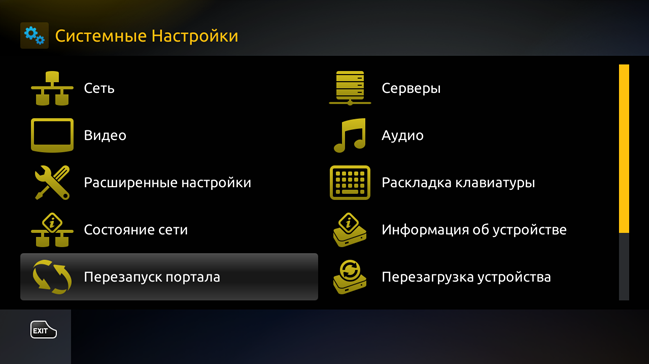 Системные Настройки
Сеть
Серверы
Видео
Аудио
Расширенные настройки
Раскладка клавиатуры
Состояние сети
Информация об устройстве
Перезапуск портала
Перезагрузка устройства
EXIT